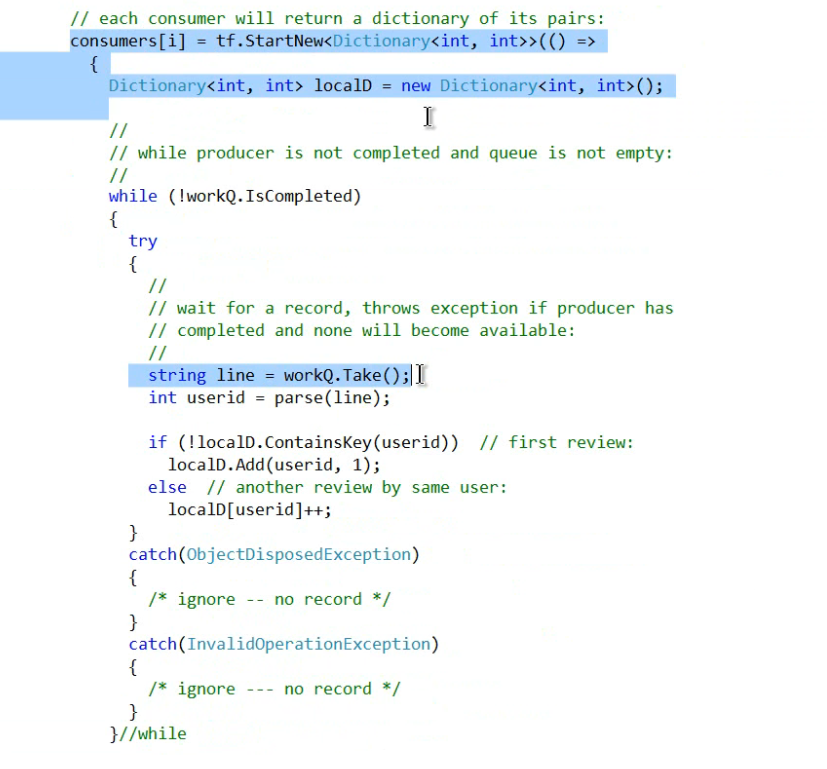 // each consumer will return a dictionary of its pairs:
consumers[i] = tf.StartNew<Dictionary<int, int>>(() =>
{
Dictionary<int, int> localD = new Dictionary<int, int>();
//
// while producer is not completed and queue is not empty:
//
while (!workQ.IsCompleted)
{
try
{
//
// wait for a record, throws exception if producer has
// completed and none will become available:
//
string line = workQ.Take();
int userid = parse(line);
if (!localD.ContainsKey(userid))  // first review:
localD.Add(userid, 1);
else  // another review by same user:
localD[userid]++;
}
catch(ObjectDisposedException)
{
/* ignore -- no record */
}
catch(InvalidOperationException)
{
/* ignore --- no record */
}
}//while